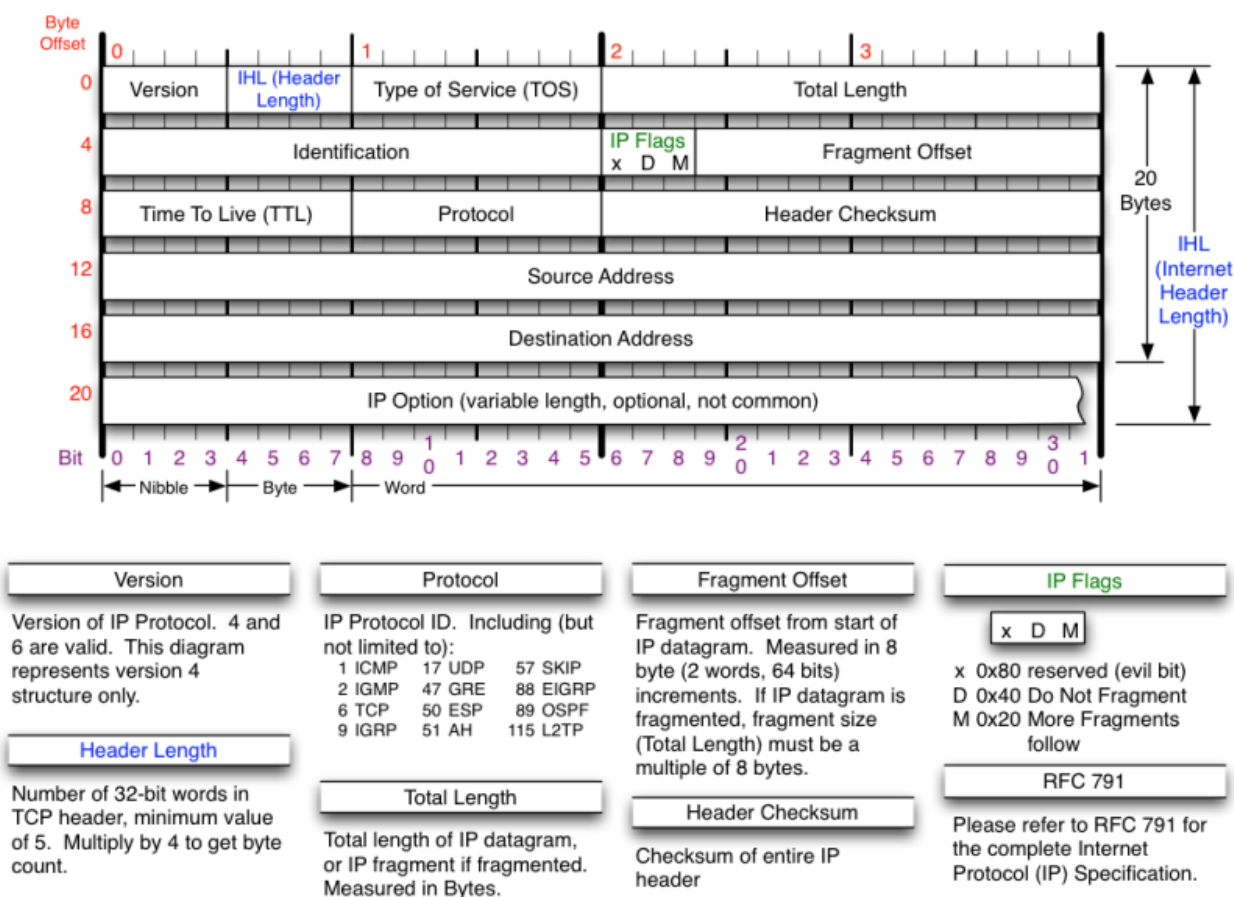 Byte
Offset
0 1 2 3
0 Version IHL (Header Length) Type of Service (TOS) Total Length
4 Identification IP Flags x D M Fragment Offset
8 Time To Live (TTL) Protocol Header Checksum
12 Source Address
16 Destination Address
20 IP Option (variable length, optional, not common)
20
Bytes
IHL
(Internet
Header
Length)
Bit 0 1 2 3 4 5 6 7 8 9 10 1 2 3 4 5 6 7 8 9 20 1 2 3 4 5 6 7 8 9 30 1
Nibble Byte Word
Version
Version of IP Protocol. 4 and
6 are valid. This diagram
represents version 4
structure only.
Header Length
Number of 32-bit words in
TCP header, minimum value
of 5. Multiply by 4 to get byte
count.
Protocol
IP Protocol ID. Including (but
not limited to):
1 ICMP 17 UDP 57 SKIP
2 IGMP 47 GRE 88 EIGRP
6 TCP 50 ESP 89 OSPF
9 IGRP 51 AH 115 L2TP
Total Length
Total length of IP datagram,
or IP fragment if fragmented.
Measured in Bytes.
Fragment Offset
Fragment offset from start of
IP datagram. Measured in 8
byte (2 words, 64 bits)
increments. If IP datagram is
fragmented, fragment size
(Total Length) must be a
multiple of 8 bytes.
Header Checksum
Checksum of entire IP
header
IP Flags
x D M
x 0x80 reserved (evil bit)
D 0x40 Do Not Fragment
M 0x20 More Fragments
follow
RFC 791
Please refer to RFC 791 for
the complete Internet
Protocol (IP) Specification.